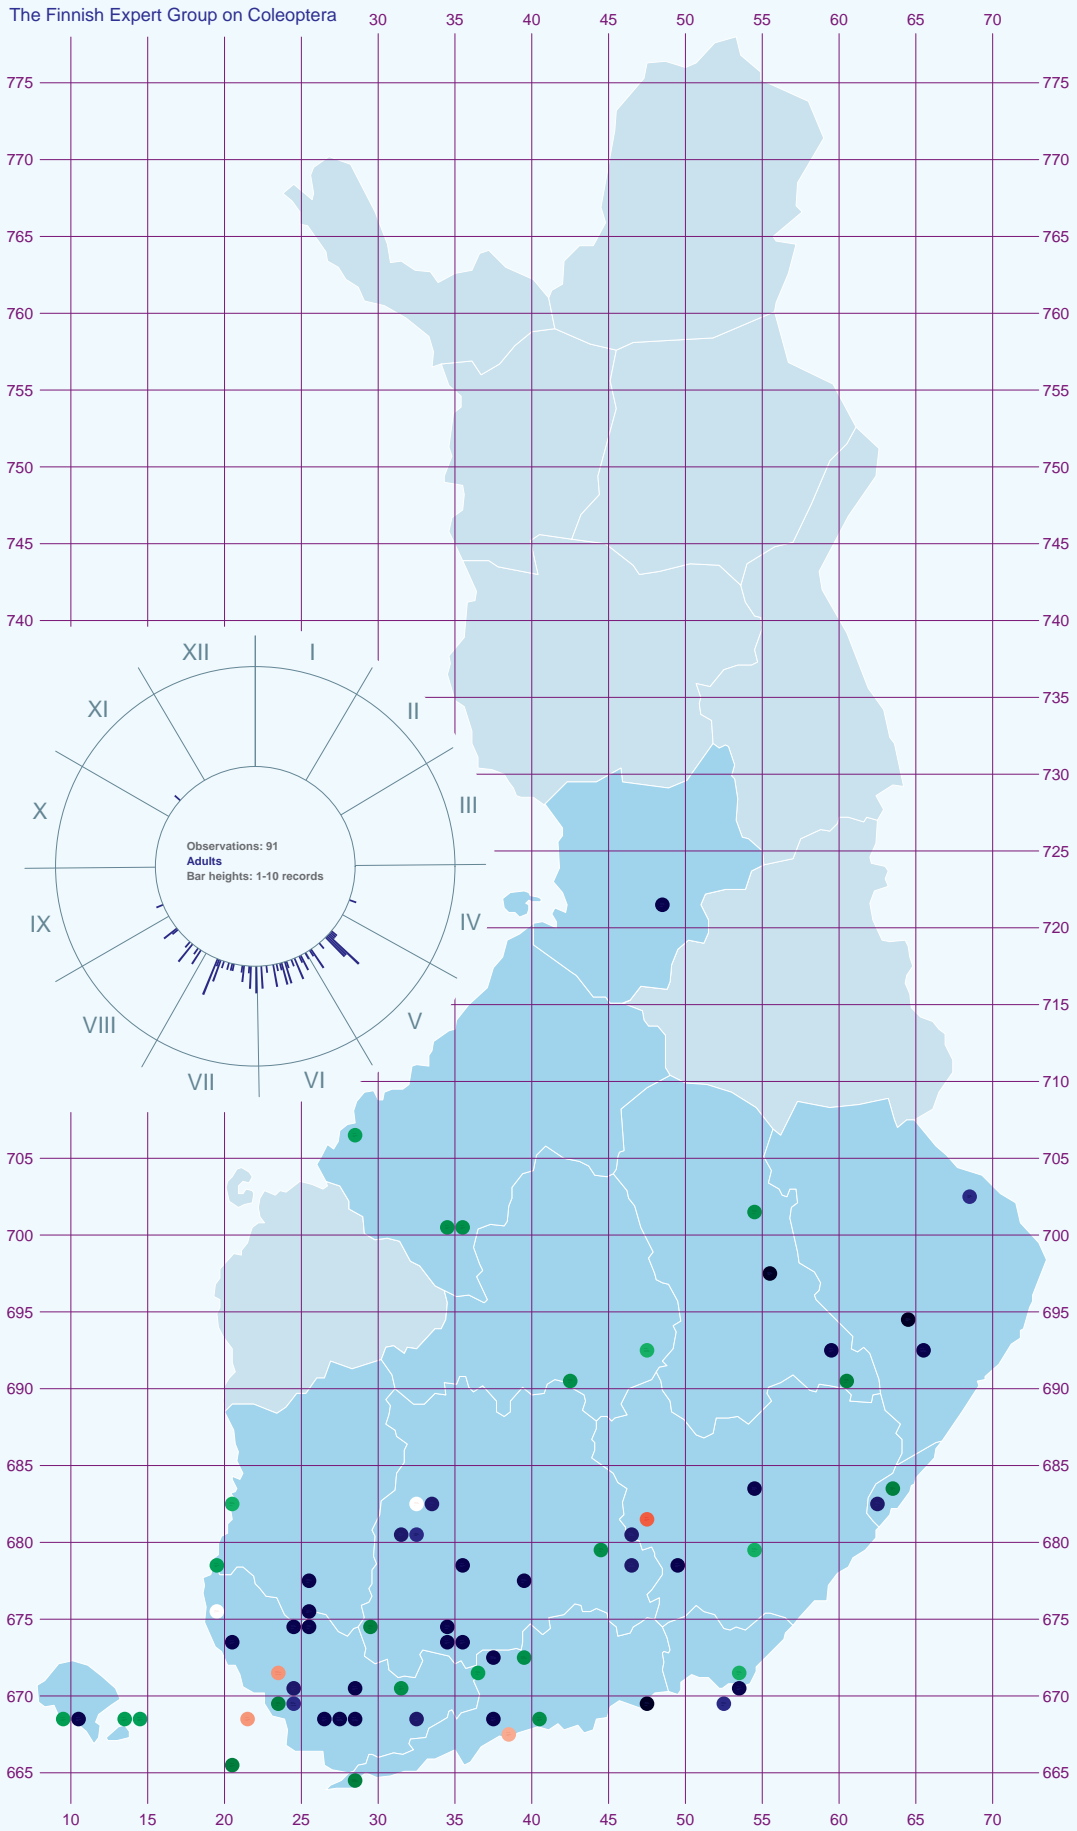 The Finnish Expert Group on Coleoptera
30 35 40 45 50 55 60 65 70
775 775
770 770
765 765
760 760
755 755
750 750
745 745
740 740
XII I
XI II
735
730
X III
Observations: 91
Adults
Bar heights: 1-10 records
725
IX IV
720
715
VIII V
VII VI
710
705 705
700 700
695 695
690 690
685 685
680 680
675 675
670 670
665 665
10 15 20 25 30 35 40 45 50 55 60 65 70